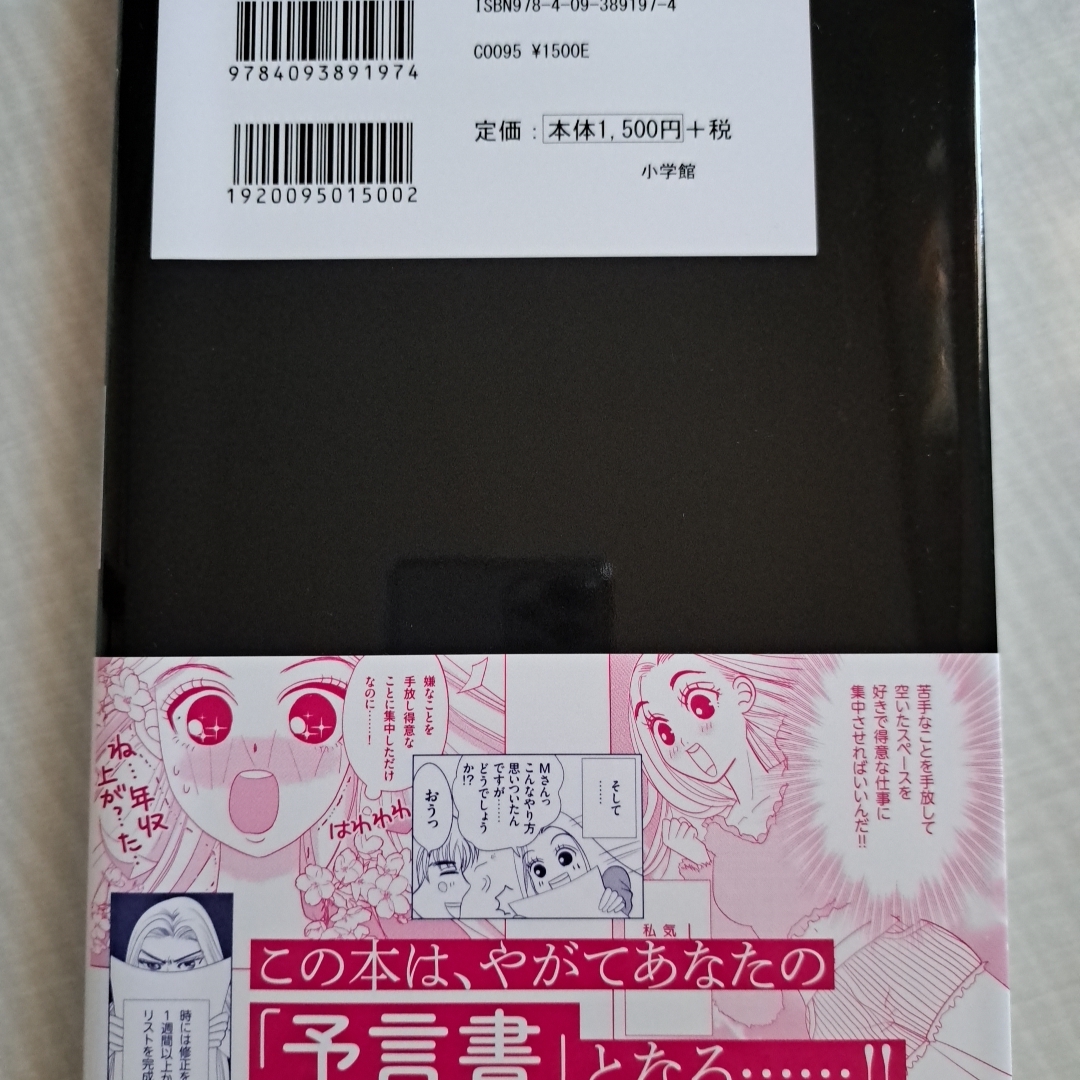 ISBN978-4-09-389197-4
9784093891974
C0095 ¥1500E
1920095015002
定価：本体1,500円＋税
小学館
嫌なことを
手放し得意な
ことに集中しただけ
なのに……！
ね…年収
上が？た…
はわわわ
苦手なことを手放して
空いたスペースを
好きで得意な仕事に
集中させればいいんだ!!
そして
……
Mさんっ
こんなやり方
思いついたん
ですが……
どうでしょう
か!?
おうっ
私
気
この本は、やがてあなたの
「予言書」となる……!!
時には修正を
1週間以上か
リストを完成